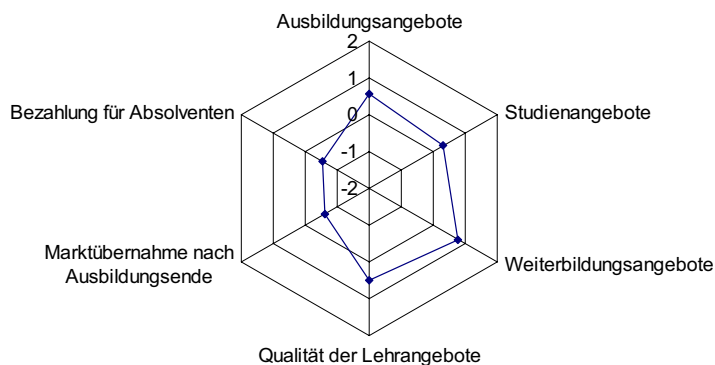 Ausbildungsangebote
2
1
0
-1
-2
Bezahlung für Absolventen
Studienangebote
Marktübernahme nach
Ausbildungsende
Weiterbildungsangebote
Qualität der Lehrangebote